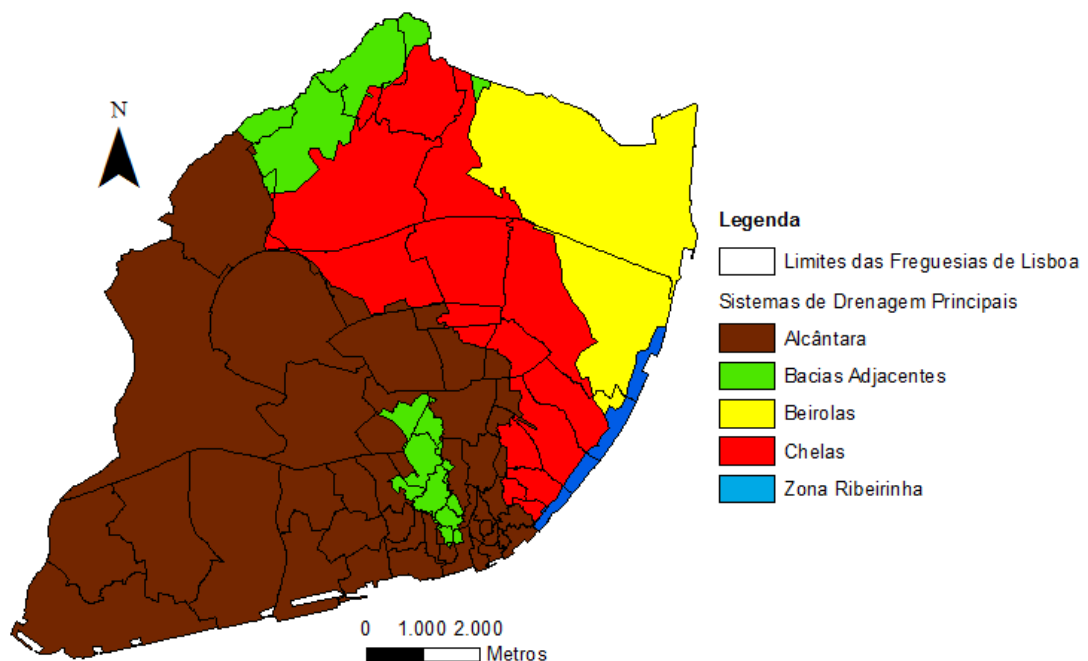 N
Legenda
Limites das Freguesias de Lisboa
Sistemas de Drenagem Principais
Alcântara
Bacias Adjacentes
Beirolas
Chelas
Zona Ribeirinha
0 1.000 2.000
Metros